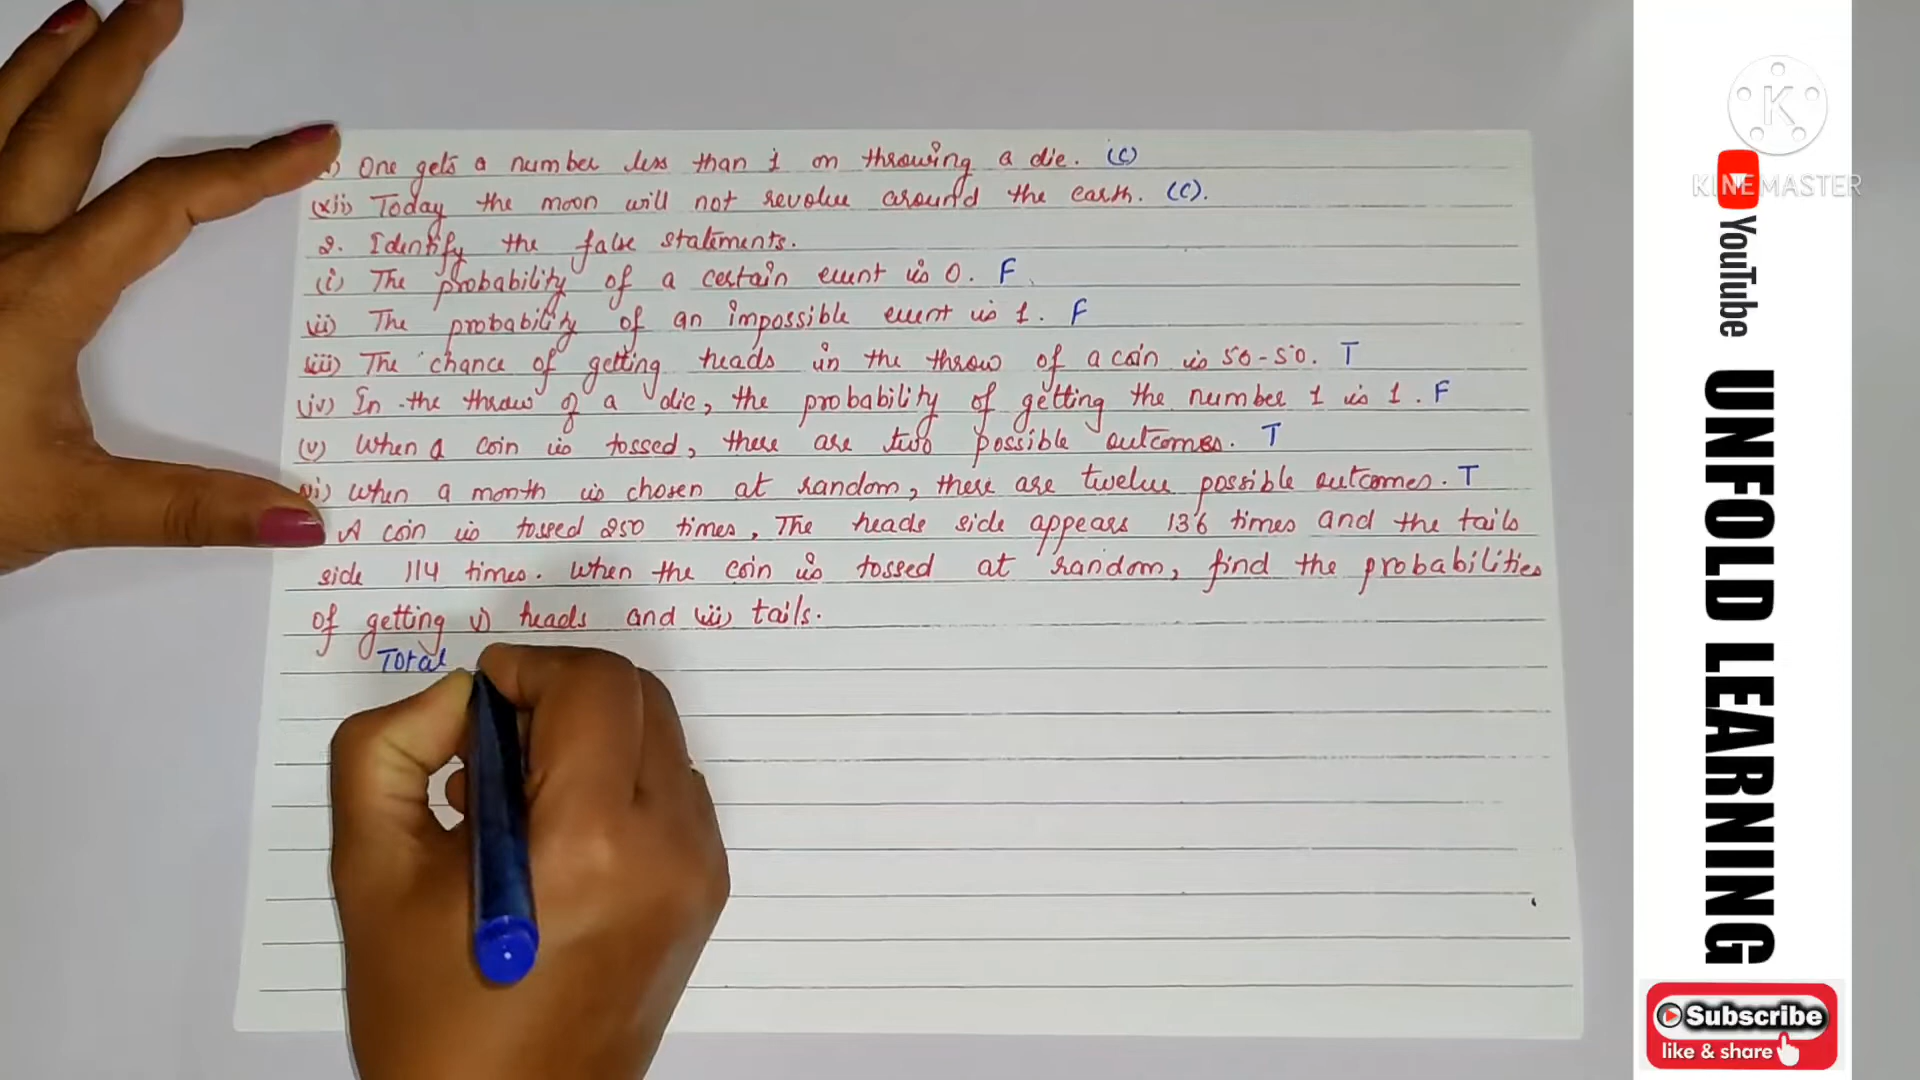 i) One gets a number less than 1 on throwing a die. (C)
(xii) Today the moon will not revolve around the earth. (C).
2. Identify the false statements.
(i) The probability of a certain event is 0. F
(ii) The probability of an impossible event is 1. F
(iii) The chance of getting heads in the throw of a coin is 50-50. T
(iv) In the throw of a die, the probability of getting the number 1 is 1. F
(v) When a coin is tossed, there are two possible outcomes. T
vi) When a month is chosen at random, there are twelve possible outcomes. T
A coin is tossed 250 times, The heads side appears 136 times and the tails
side 114 times. When the coin is tossed at random, find the probabilities
of getting i) heads and (ii) tails.
Total
K
KINEMASTER
YouTube
UNFOLD LEARNING
Subscribe
like & share